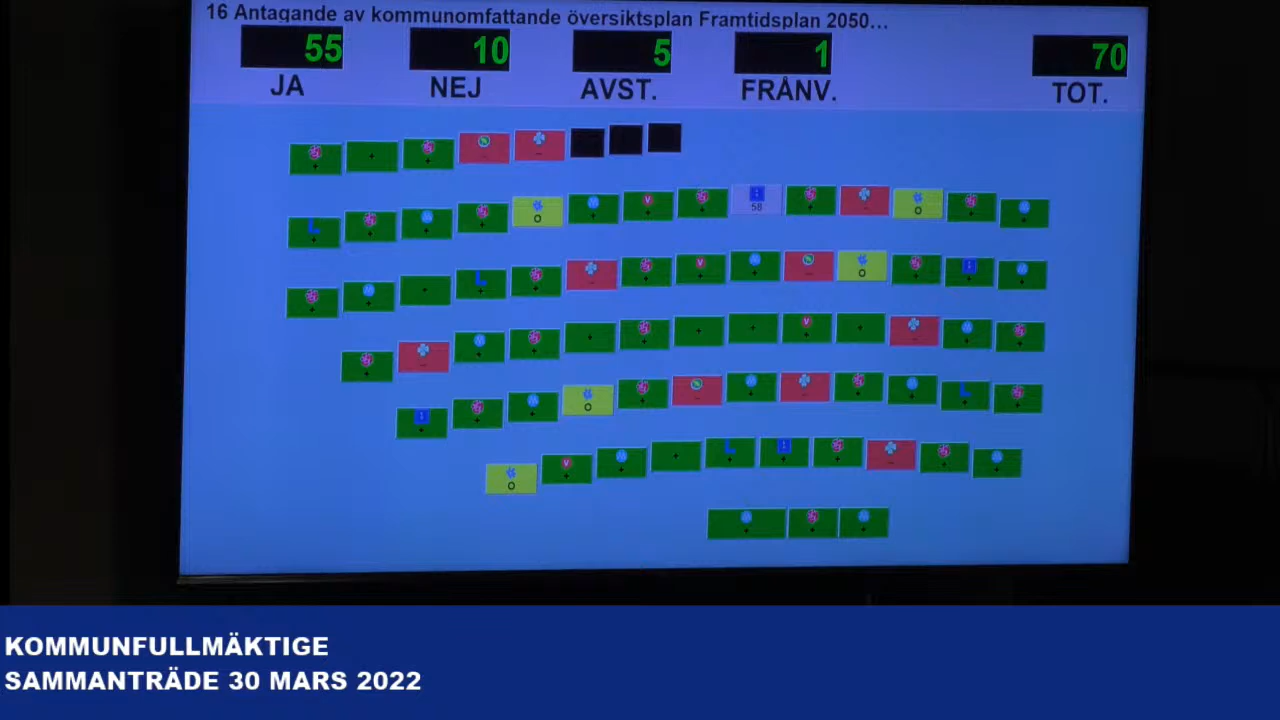 16 Antagande av kommunomfattande översiktsplan Framtidsplan 2050...
55 10 5 1 70
JA NEJ AVST. FRÅNV. TOT.
58
KOMMUNFULLMÄKTIGE
SAMMANTRÄDE 30 MARS 2022